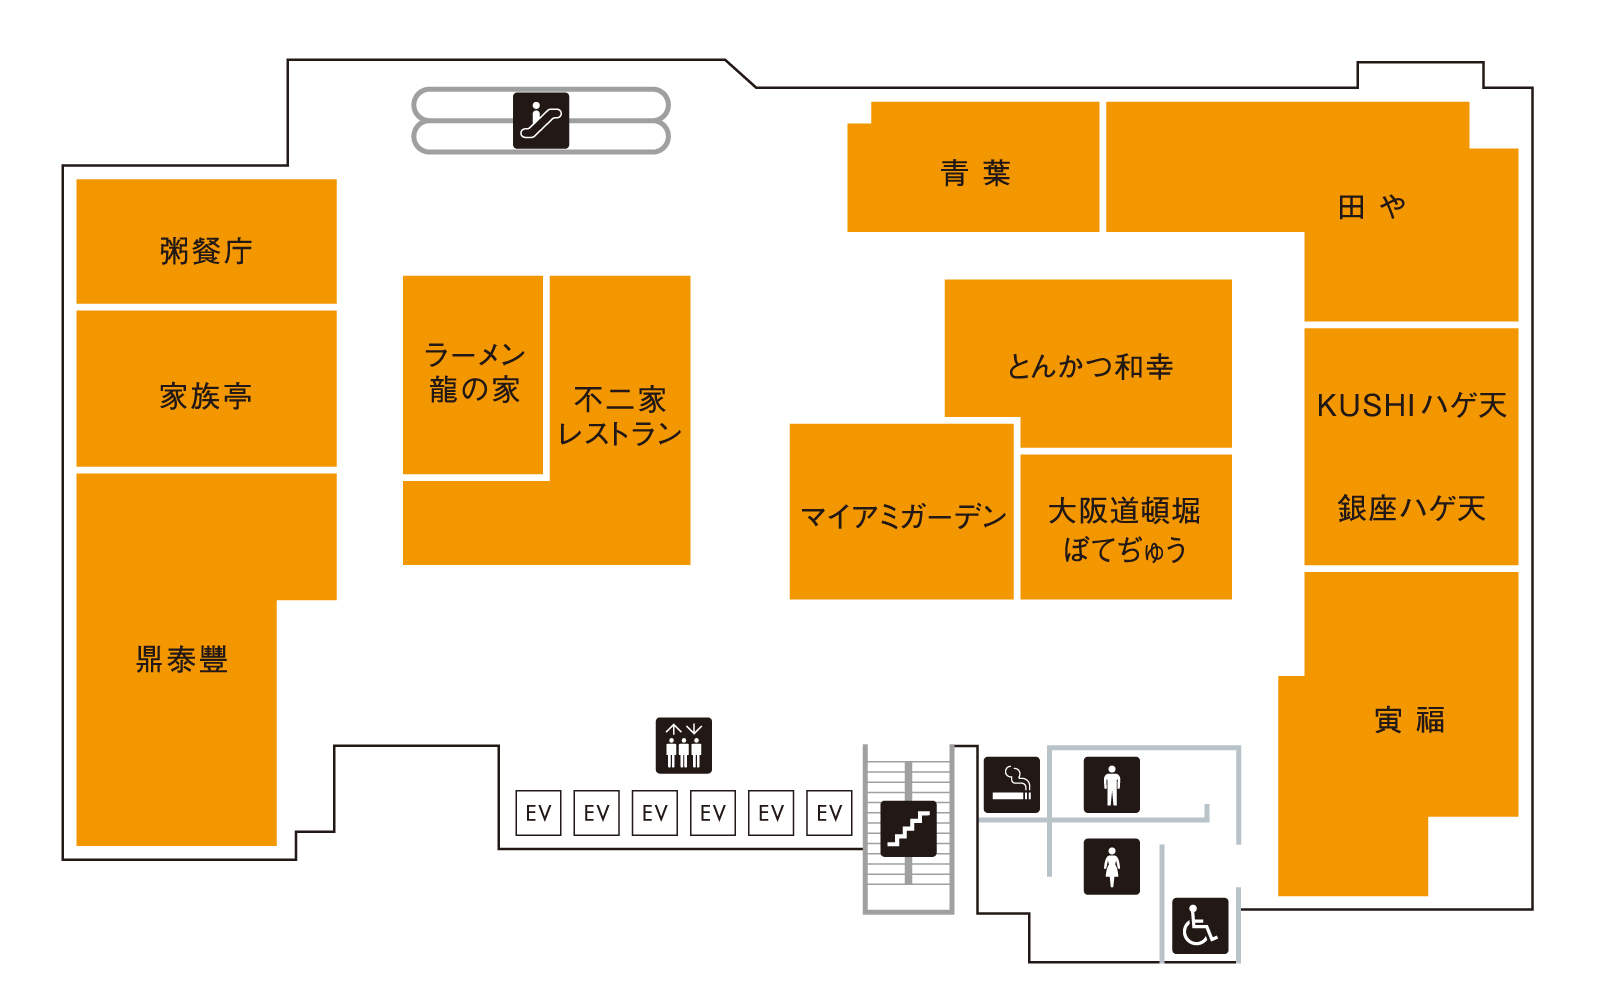 青葉
田や
粥餐庁
家族亭
ラーメン
龍の家
不二家
レストラン
とんかつ和幸
KUSHIハゲ天
銀座ハゲ天
マイアミガーデン
大阪道頓堀
ぼてぢゅう
鼎泰豐
寅福
EV
EV
EV
EV
EV
EV